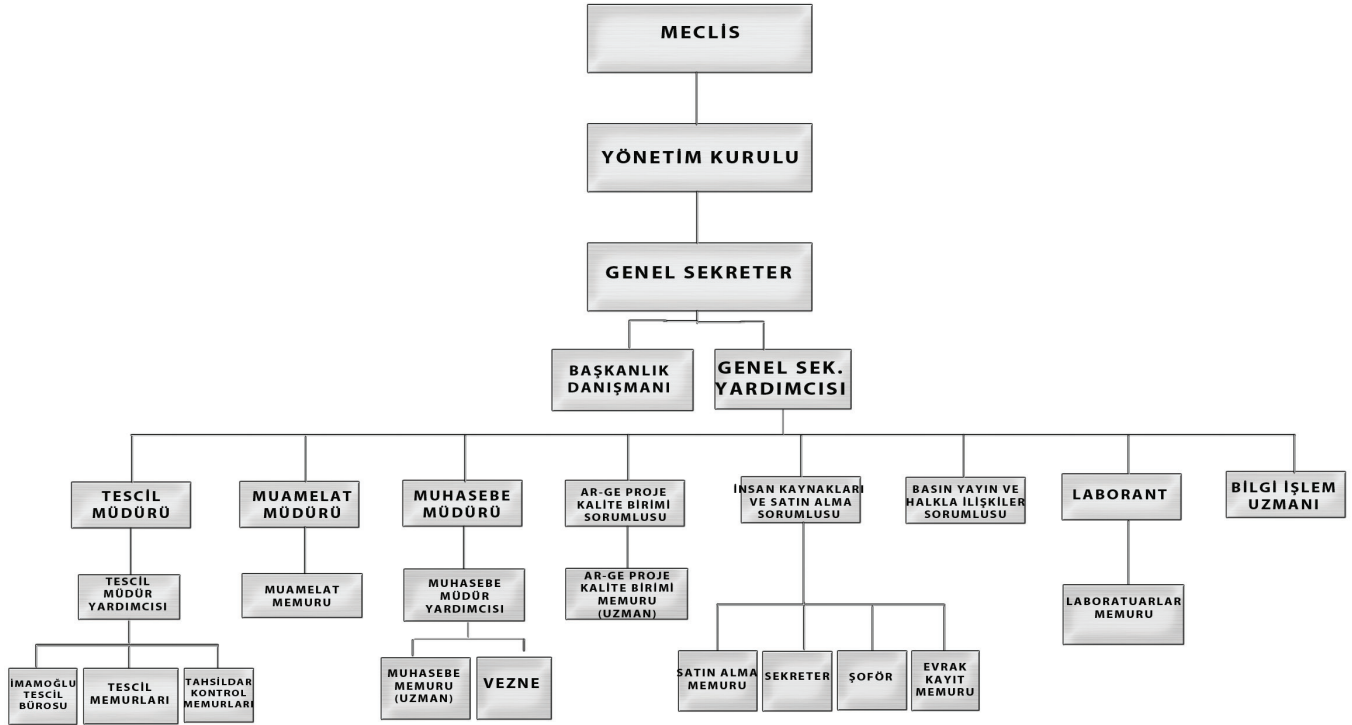 MECLİS
YÖNETİM KURULU
GENEL SEKRETER
BAŞKANLIK
DANIŞMANI
GENEL SEK.
YARDIMCISI
TESCİL
MÜDÜRÜ
MUAMELAT
MÜDÜRÜ
MUHASEBE
MÜDÜRÜ
AR-GE PROJE
KALİTE BİRİMİ
SORUMLUSU
İNSAN KAYNAKLARI
VE SATIN ALMA
SORUMLUSU
BASIN YAYIN VE
HALKLA İLİŞKİLER
SORUMLUSU
LABORANT
BİLGİ İŞLEM
UZMANI
TESCİL
MÜDÜR
YARDIMCISI
MUAMELAT
MEMURU
MUHASEBE
MÜDÜR
YARDIMCISI
AR-GE PROJE
KALİTE BİRİMİ
MEMURU
(UZMAN)
LABORATUARLAR
MEMURU
İMAMOĞLU
TESCİL
BÜROSU
TESCİL
MEMURLARI
TAHSİLDAR
KONTROL
MEMURLARI
MUHASEBE
MEMURU
(UZMAN)
VEZNE
SATIN ALMA
MEMURU
SEKRETER
ŞOFÖR
EVRAK
KAYIT
MEMURU